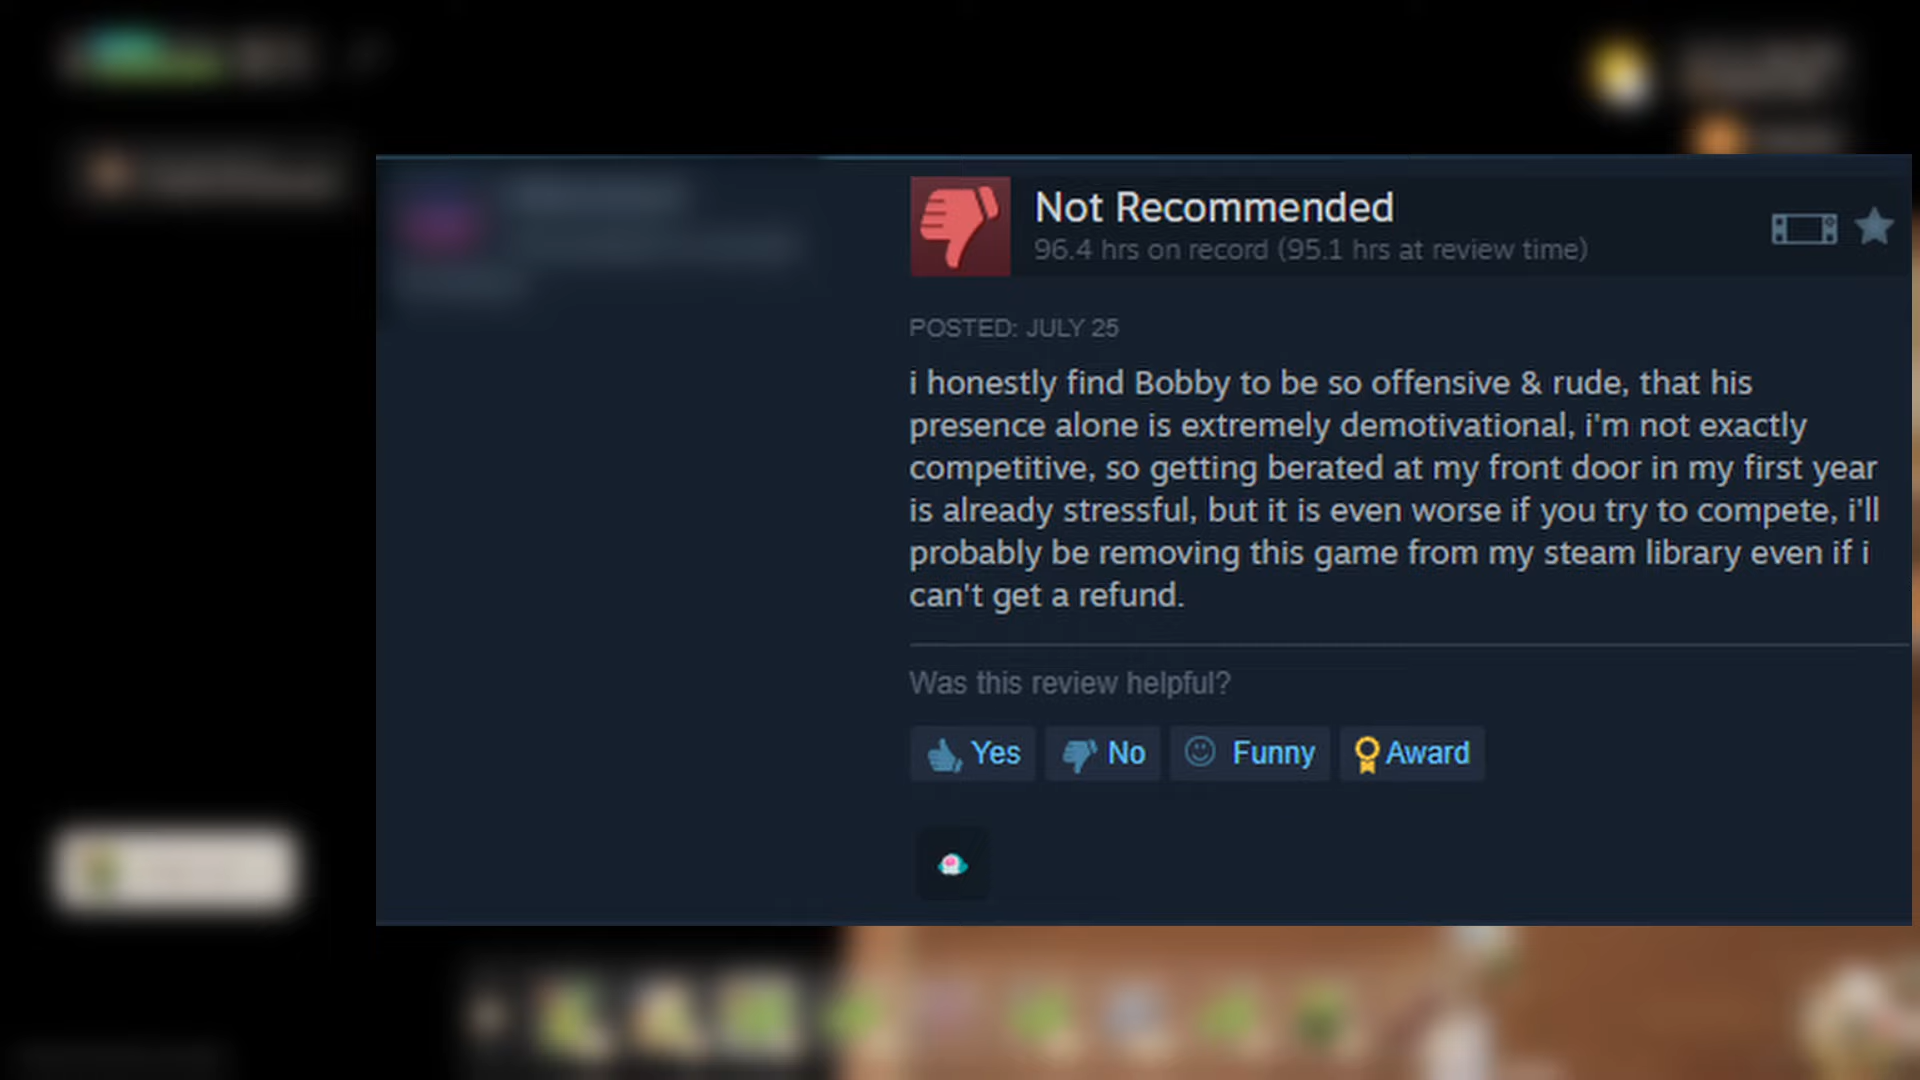 Not Recommended
96.4 hrs on record (95.1 hrs at review time)
POSTED: JULY 25
i honestly find Bobby to be so offensive & rude, that his
presence alone is extremely demotivational, i'm not exactly
competitive, so getting berated at my front door in my first year
is already stressful, but it is even worse if you try to compete, i'll
probably be removing this game from my steam library even if i
can't get a refund.
Was this review helpful?
Yes
No
Funny
Award